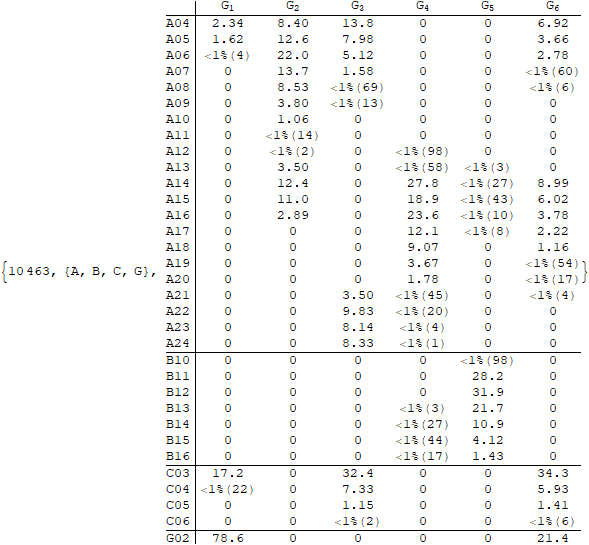 G1 G2 G3 G4 G5 G6
A04 2.34 8.40 13.8 0 0 6.92
A05 1.62 12.6 7.98 0 0 3.66
A06 <1%(4) 22.0 5.12 0 0 2.78
A07 0 13.7 1.58 0 0 <1%(60)
A08 0 8.53 <1%(69) 0 0 <1%(6)
A09 0 3.80 <1%(13) 0 0 0
A10 0 1.06 0 0 0 0
A11 0 <1%(14) 0 0 0 0
A12 0 <1%(2) 0 <1%(98) 0 0
A13 0 3.50 0 <1%(58) <1%(3) 0
A14 0 12.4 0 27.8 <1%(27) 8.99
A15 0 11.0 0 18.9 <1%(43) 6.02
A16 0 2.89 0 23.6 <1%(10) 3.78
A17 0 0 0 12.1 <1%(8) 2.22
A18 0 0 0 9.07 0 1.16
A19 0 0 0 3.67 0 <1%(54)
{10463, {A, B, C, G}, A20 0 0 0 1.78 0 <1%(17)}
A21 0 0 3.50 <1%(45) 0 <1%(4)
A22 0 0 9.83 <1%(20) 0 0
A23 0 0 8.14 <1%(4) 0 0
A24 0 0 8.33 <1%(1) 0 0
B10 0 0 0 0 <1%(98) 0
B11 0 0 0 0 28.2 0
B12 0 0 0 0 31.9 0
B13 0 0 0 <1%(3) 21.7 0
B14 0 0 0 <1%(27) 10.9 0
B15 0 0 0 <1%(44) 4.12 0
B16 0 0 0 <1%(17) 1.43 0
C03 17.2 0 32.4 0 0 34.3
C04 <1%(22) 0 7.33 0 0 5.93
C05 0 0 1.15 0 0 1.41
C06 0 0 <1%(2) 0 0 <1%(6)
G02 78.6 0 0 0 0 21.4